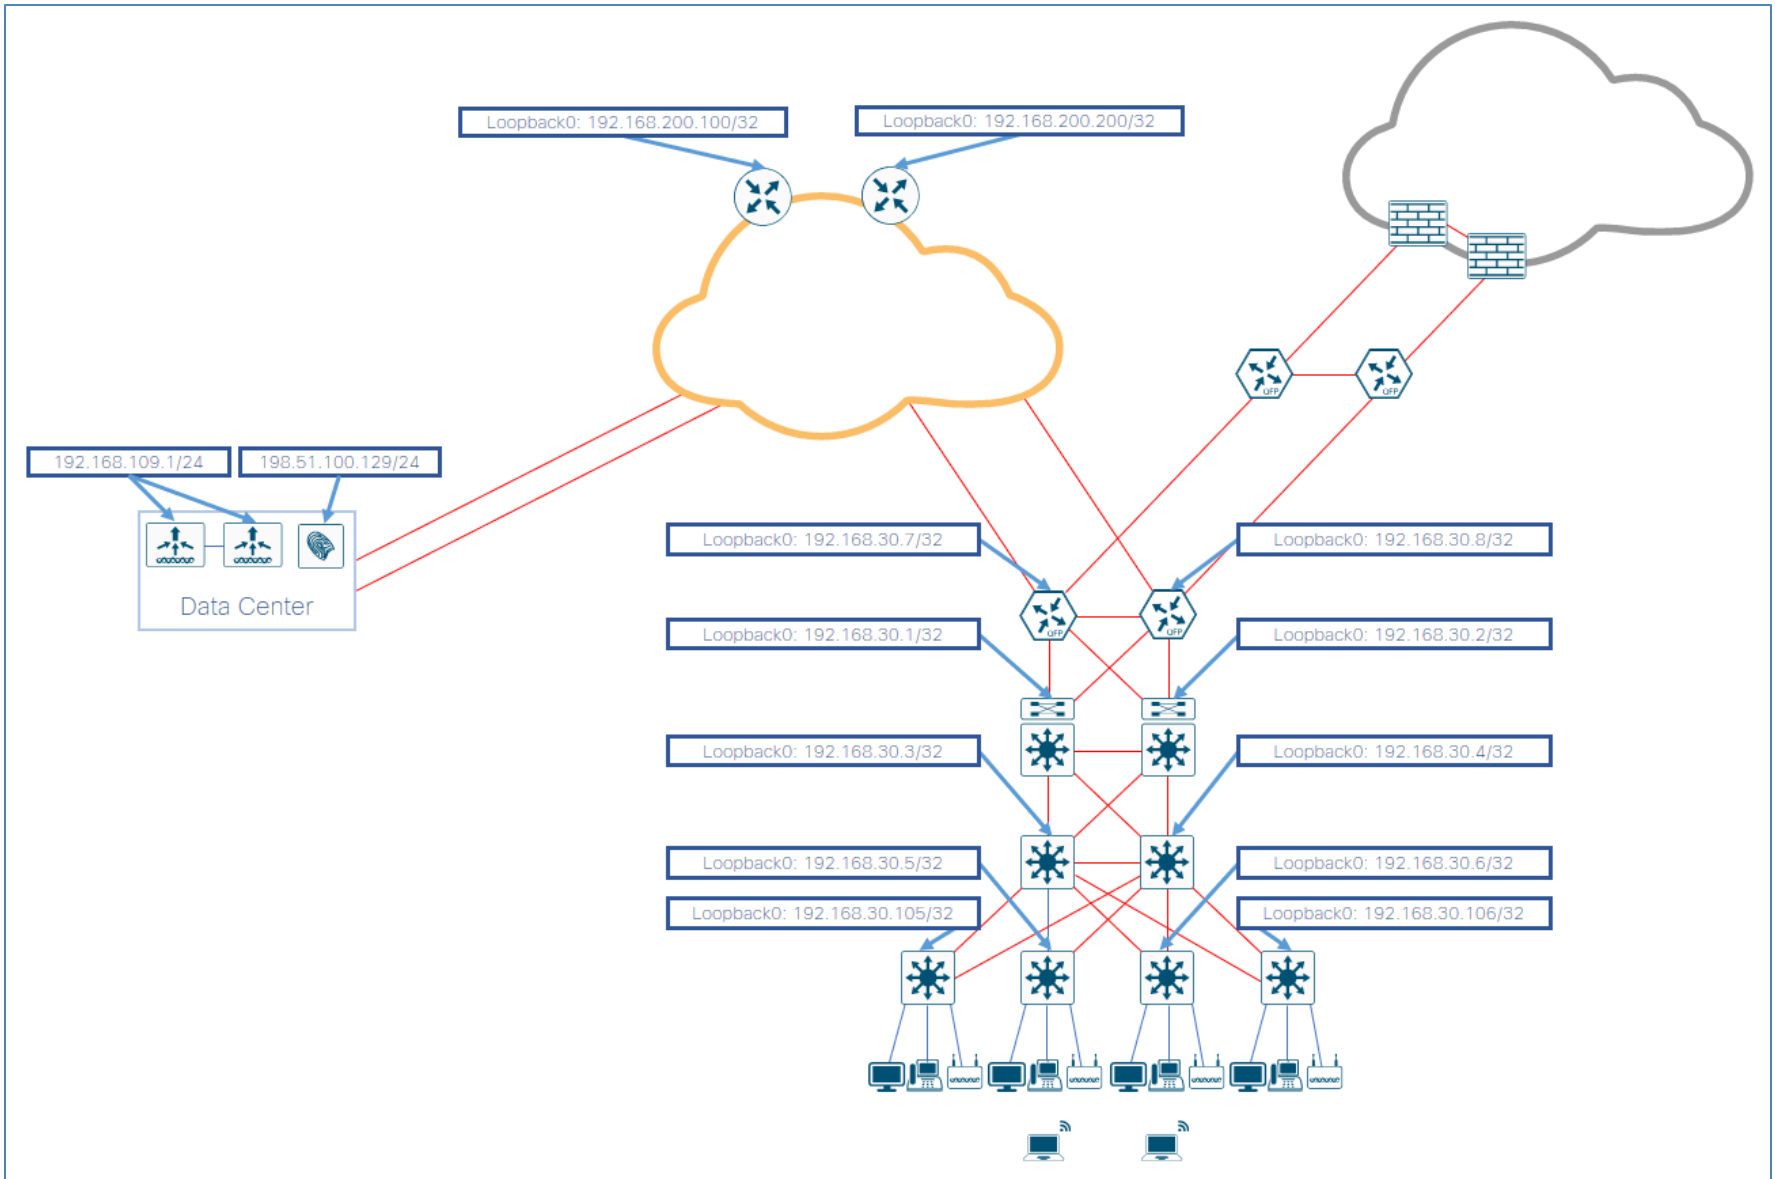 Loopback0: 192.168.200.100/32
Loopback0: 192.168.200.200/32
QFP
QFP
192.168.109.1/24
198.51.100.129/24
Data Center
Loopback0: 192.168.30.7/32
Loopback0: 192.168.30.8/32
QFP
QFP
Loopback0: 192.168.30.1/32
Loopback0: 192.168.30.2/32
Loopback0: 192.168.30.3/32
Loopback0: 192.168.30.4/32
Loopback0: 192.168.30.5/32
Loopback0: 192.168.30.6/32
Loopback0: 192.168.30.105/32
Loopback0: 192.168.30.106/32